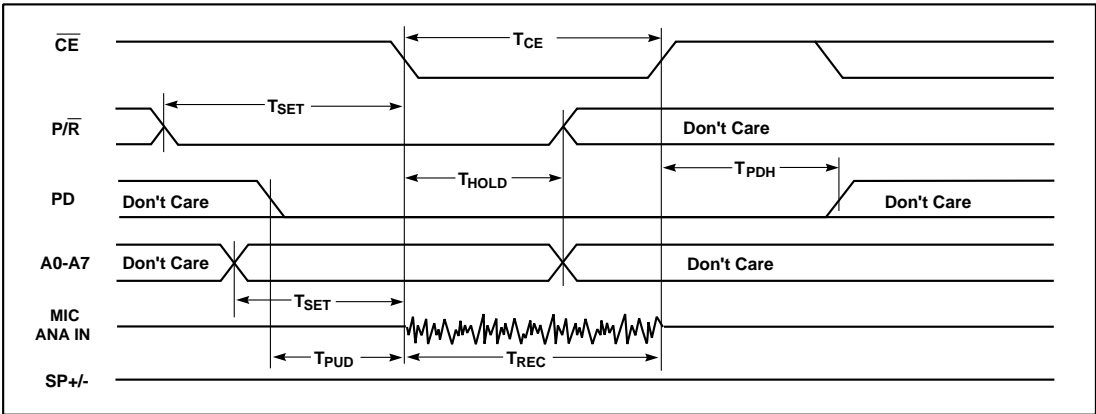 CE
TCE
TSET
P/R
Don't Care
THOLD
TPDH
PD
Don't Care
Don't Care
A0-A7
Don't Care
Don't Care
TSET
MIC
ANA IN
TPUD
TREC
SP+/-